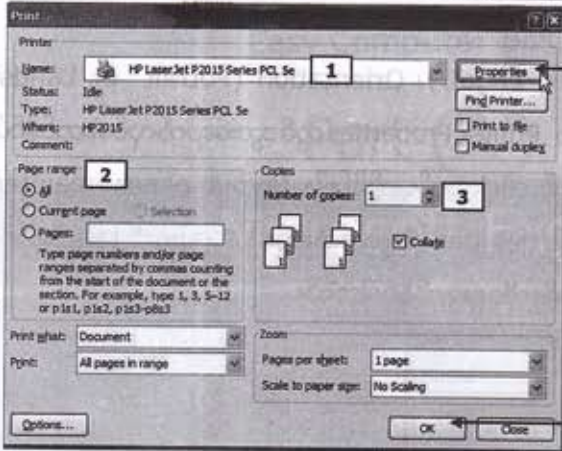 Print
Printer
Name: HP LaserJet P2015 Series PCL 5e 1 Properties
Status: Idle Find Printer...
Type: HP LaserJet P2015 Series PCL 5e
Where: HP2015 Print to file
Comment: Manual duplex
Page range 2
All
Current page Selection
Pages:
Type page numbers and/or page
ranges separated by commas counting
from the start of the document or the
section. For example, type 1, 3, 5-12
or p1s1, p1s2, p1s3-p8s3
Copies
Number of copies: 1 3
Collate
Print what: Document
Print: All pages in range
Zoom
Pages per sheet: 1 page
Scale to paper size: No Scaling
Options... OK Close